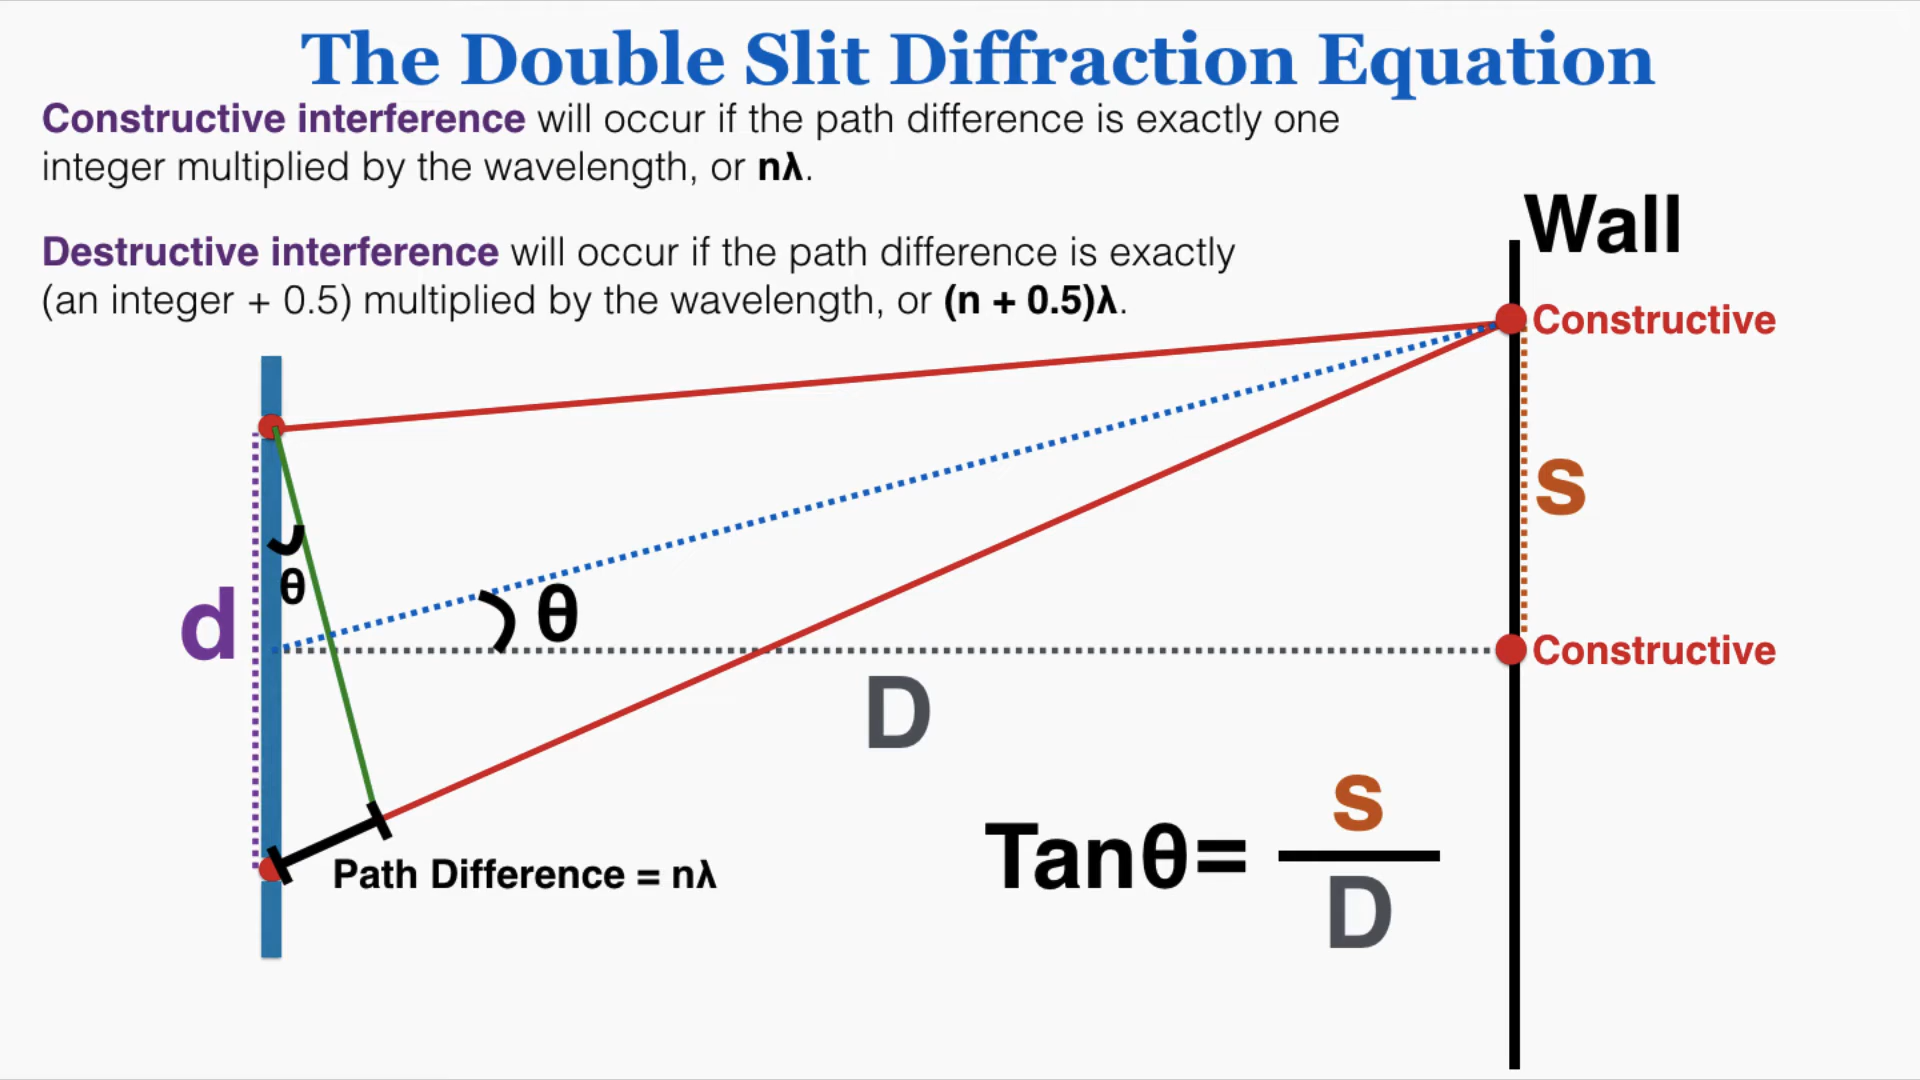 The Double Slit Diffraction Equation
Constructive interference will occur if the path difference is exactly one
integer multiplied by the wavelength, or nλ.
Destructive interference will occur if the path difference is exactly
(an integer + 0.5) multiplied by the wavelength, or (n + 0.5)λ.
Wall
Constructive
s
θ
d
θ
Constructive
D
Path Difference = nλ
Tanθ=
s
D